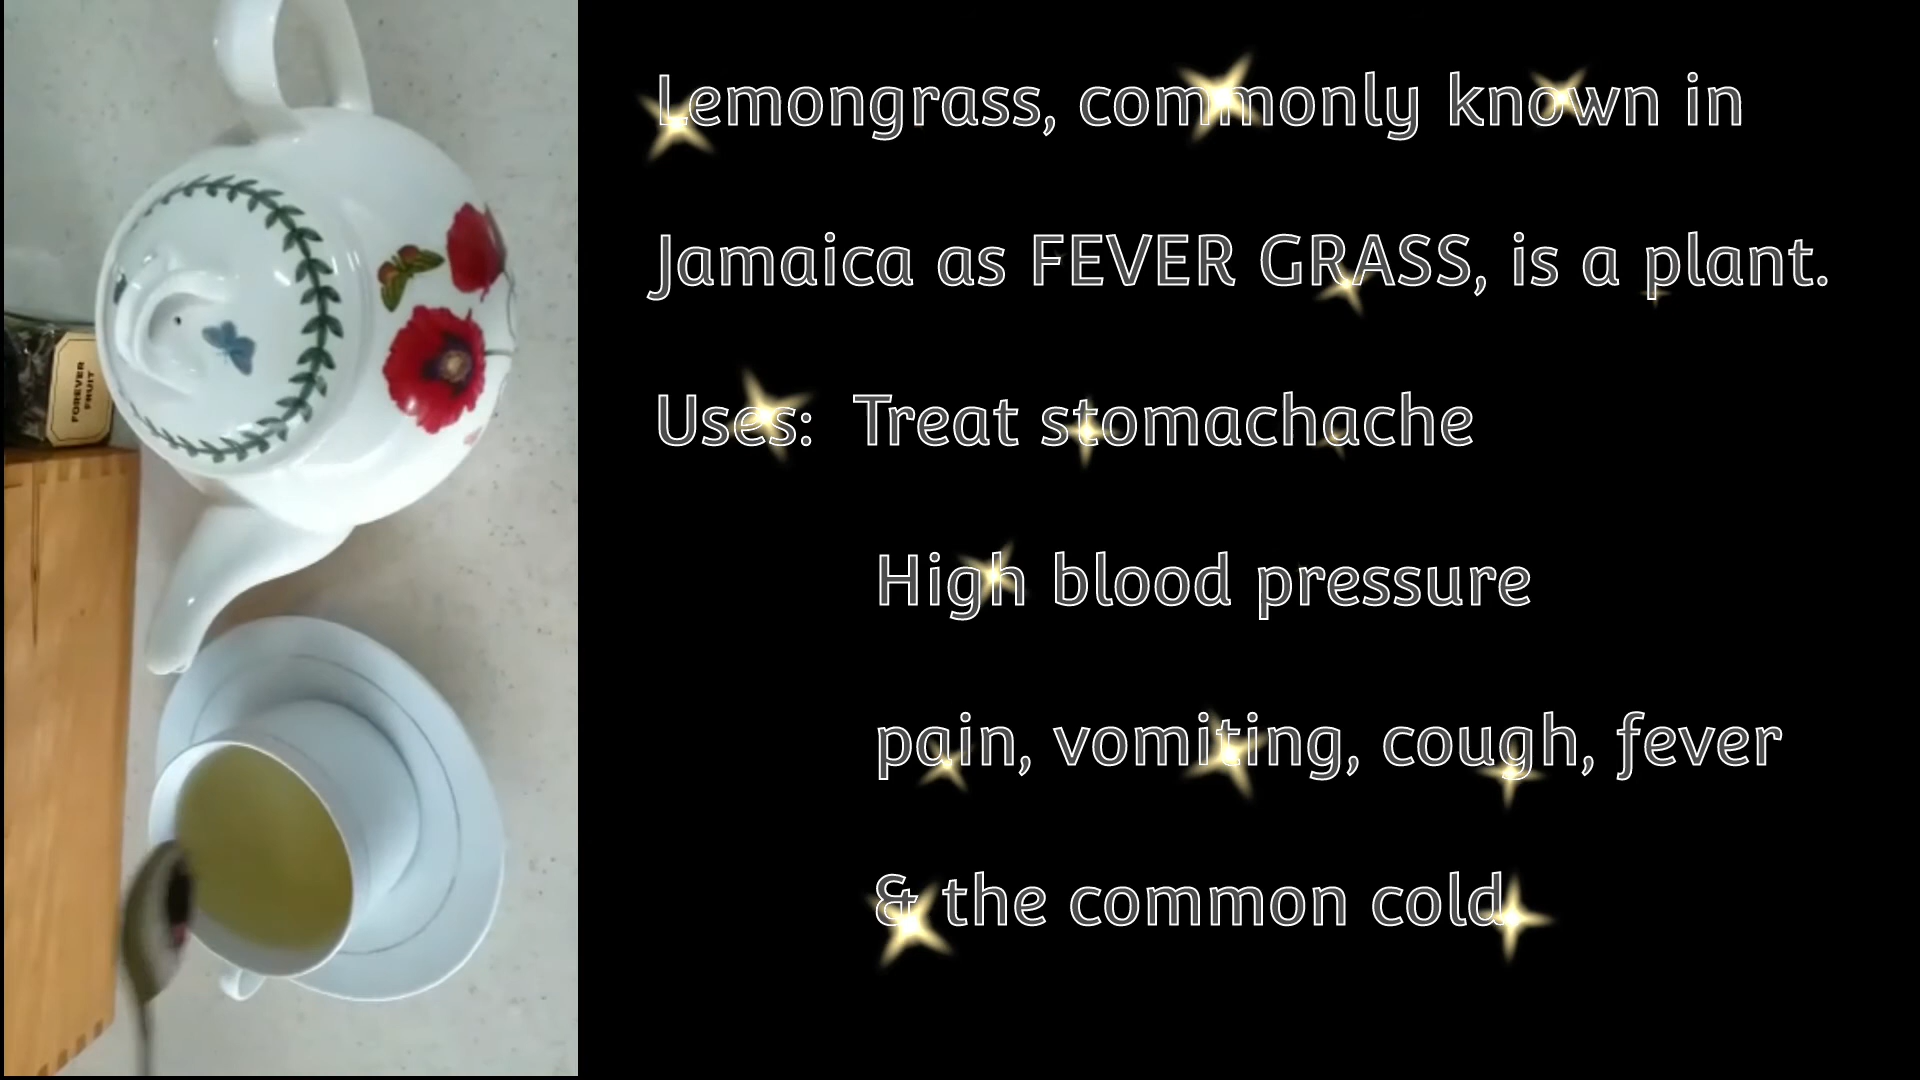 Lemongrass, commonly known in
Jamaica as FEVER GRASS, is a plant.
Uses: Treat stomachache
High blood pressure
pain, vomiting, cough, fever
& the common cold
FOREVER
FRUIT